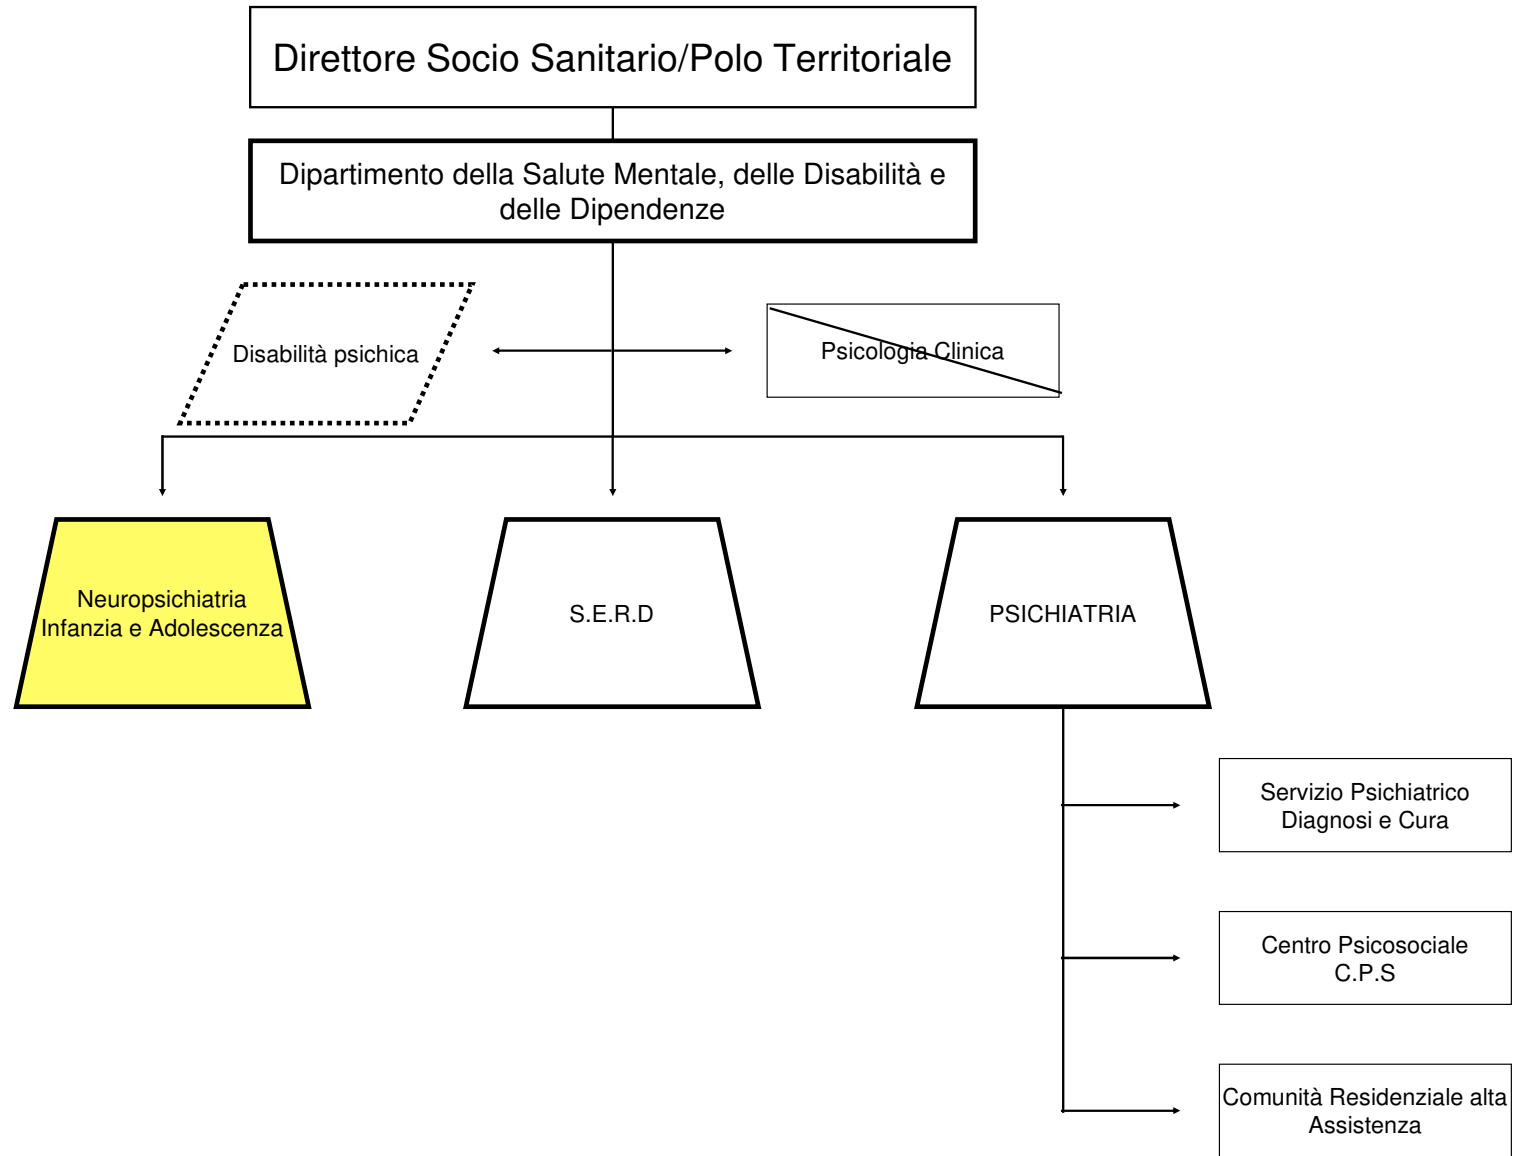 Direttore Socio Sanitario/Polo Territoriale
Dipartimento della Salute Mentale, delle Disabilità e
delle Dipendenze
Disabilità psichica
Psicologia Clinica
Neuropsichiatria
Infanzia e Adolescenza
S.E.R.D
PSICHIATRIA
Servizio Psichiatrico
Diagnosi e Cura
Centro Psicosociale
C.P.S
Comunità Residenziale alta
Assistenza